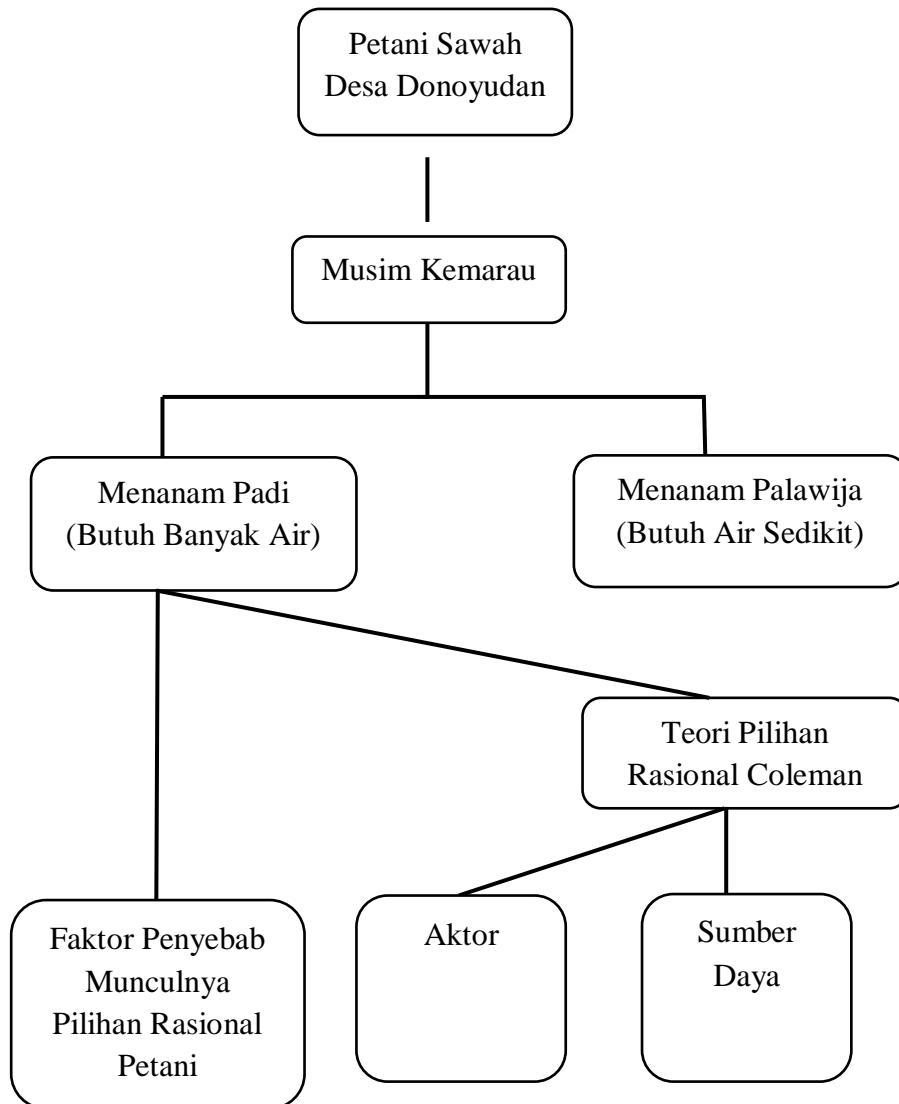 Petani Sawah
Desa Donoyudan
Musim Kemarau
Menanam Padi
(Butuh Banyak Air)
Menanam Palawija
(Butuh Air Sedikit)
Teori Pilihan
Rasional Coleman
Faktor Penyebab
Munculnya
Pilihan Rasional
Petani
Aktor
Sumber
Daya